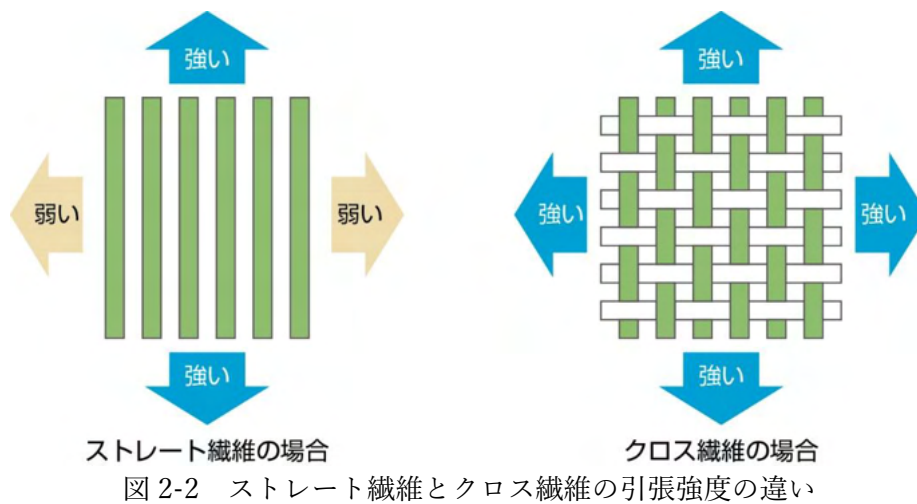 強い
強い
弱い
弱い
強い
強い
強い
強い
ストレート繊維の場合
クロス繊維の場合
図 2-2　ストレート繊維とクロス繊維の引張強度の違い